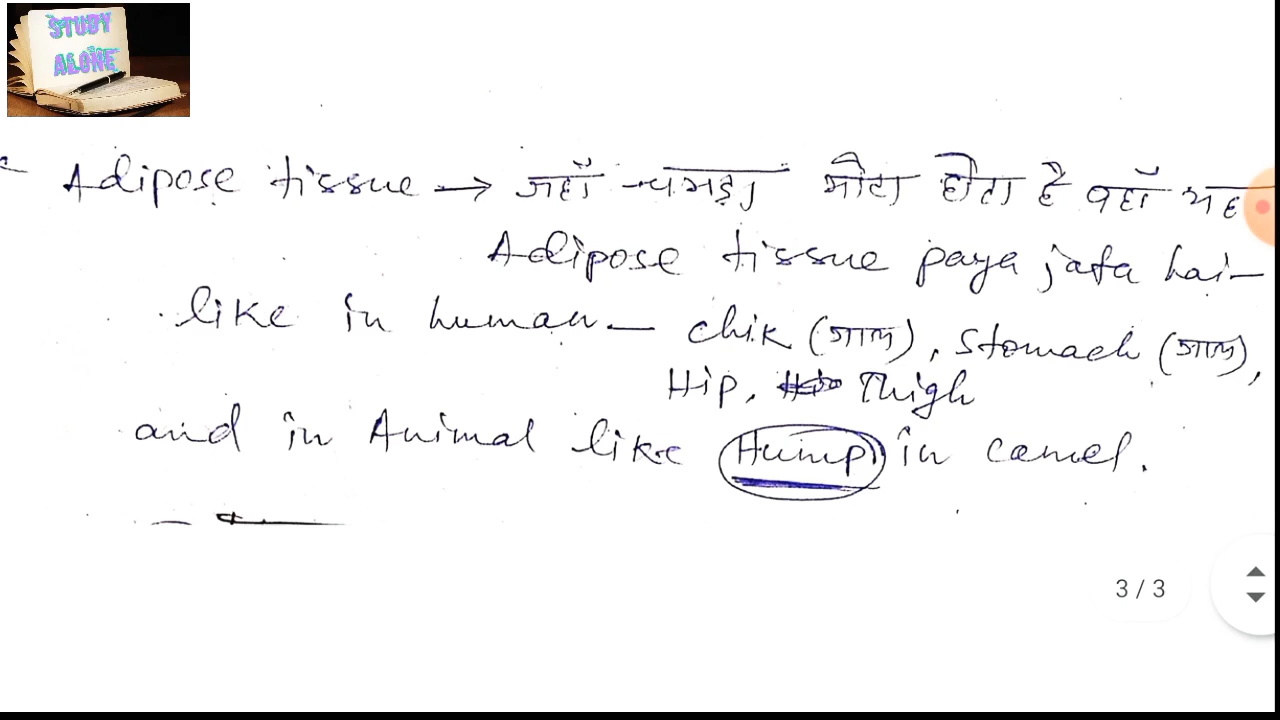 STUDY
ALONE
Adipose tissue → जहाँ चमड़ा मोटा होता है वहाँ यह
Adipose tissue paya jata hai—
like in human — chik (गाल), Stomach (गाल),
Hip, Thigh
and in Animal like Hump in camel.
3 / 3